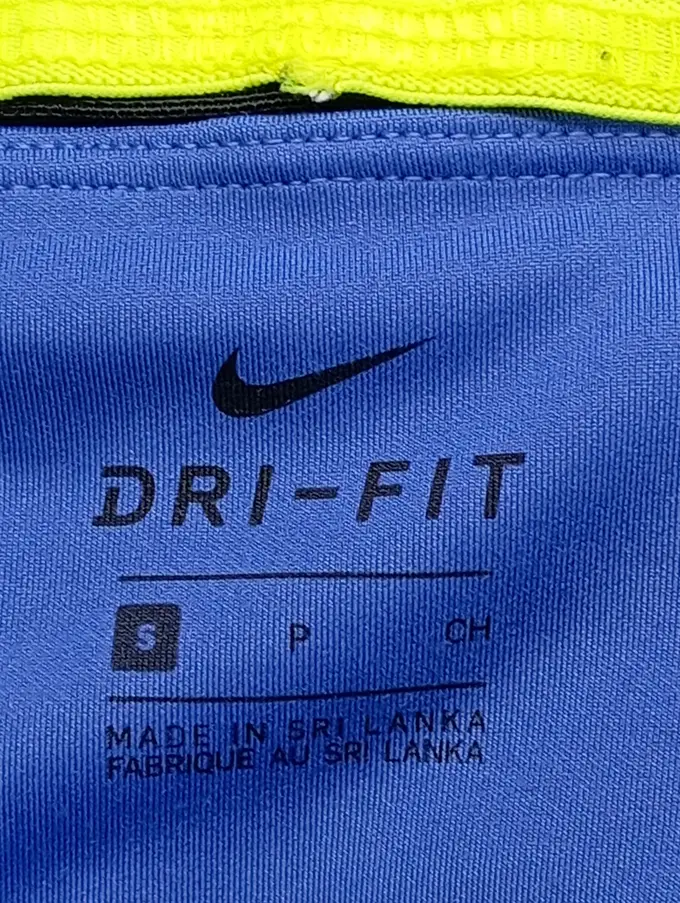 DRI-FIT
S P CH
MADE IN SRI LANKA
FABRIQUE AU SRI LANKA